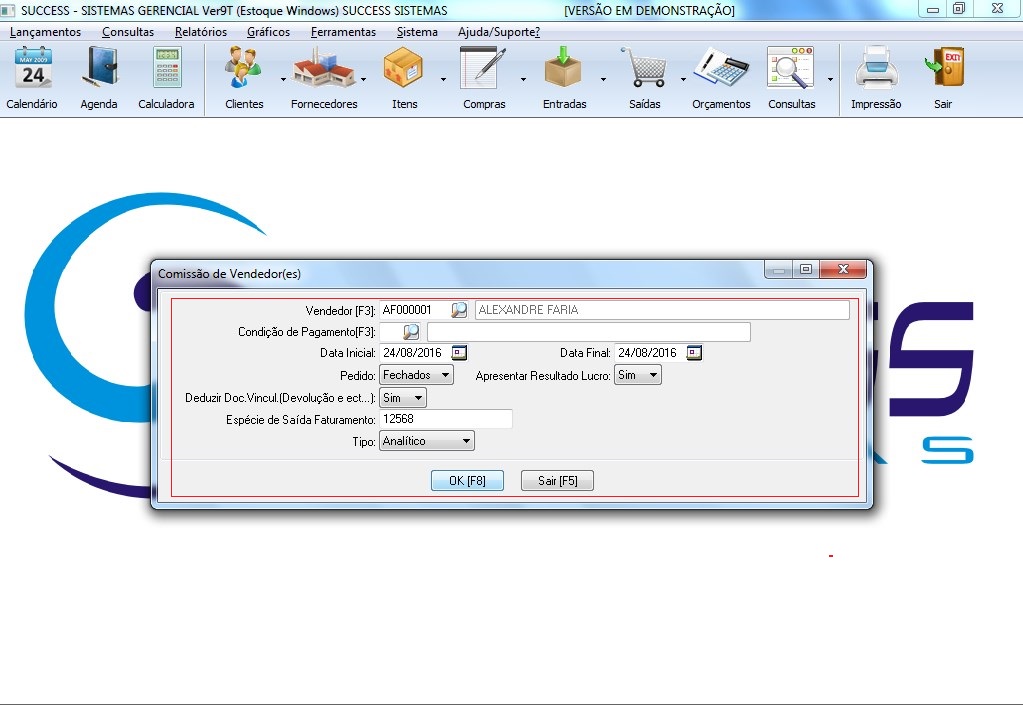 SUCCESS - SISTEMAS GERENCIAL Ver9T (Estoque Windows) SUCCESS SISTEMAS [VERSÃO EM DEMONSTRAÇÃO]
Lançamentos Consultas Relatórios Gráficos Ferramentas Sistema Ajuda/Suporte?
MAY 2009
24
EXIT
Calendário Agenda Calculadora Clientes Fornecedores Itens Compras Entradas Saídas Orçamentos Consultas Impressão Sair
Comissão de Vendedor(es)
Vendedor [F3]: AF000001 ALEXANDRE FARIA
Condição de Pagamento[F3]:
Data Inicial: 24/08/2016 Data Final: 24/08/2016
Pedido: Fechados Apresentar Resultado Lucro: Sim
Deduzir Doc.Vincul.(Devolução e ect...): Sim
Espécie de Saída Faturamento: 12568
Tipo: Analítico
OK [F8] Sair [F5]
S
S